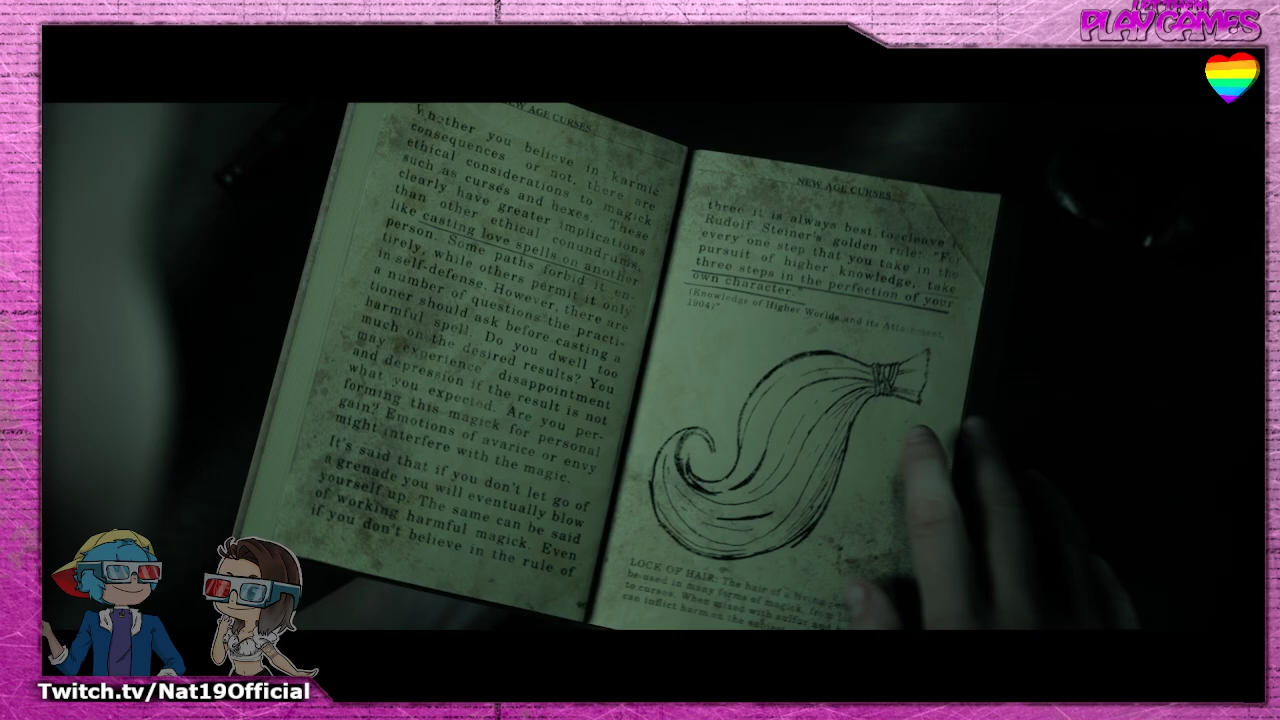 PLAY GAMES
NEW AGE CURSES
Whether you believe in karmic
consequences or not, there are
ethical considerations to magick
such as curses and hexes. These
clearly have greater implications
than other ethical conundrums,
like casting love spells on another
person. Some paths forbid it en-
tirely, while others permit it only
in self-defense. However, there are
a number of questions the practi-
tioner should ask before casting a
harmful spell. Do you dwell too
much on the desired results? You
may experience disappointment
and depression if the result is not
what you expected. Are you per-
forming this magick for personal
gain? Emotions of avarice or envy
might interfere with the magic.
It's said that if you don't let go of
a grenade you will eventually blow
yourself up. The same can be said
of working harmful magick. Even
if you don't believe in the rule of
NEW AGE CURSES
three it is always best to cleave
Rudolf Steiner's golden rule: "For
every one step that you take in the
pursuit of higher knowledge, take
three steps in the perfection of your
own character."
(Knowledge of Higher Worlds and its Attainment,
1904)"
LOCK OF HAIR: The hair of a
be used in many forms of magick, from
to curses. When mixed with sulfur and
can inflict harm on the subject
Twitch.tv/Nat19Official